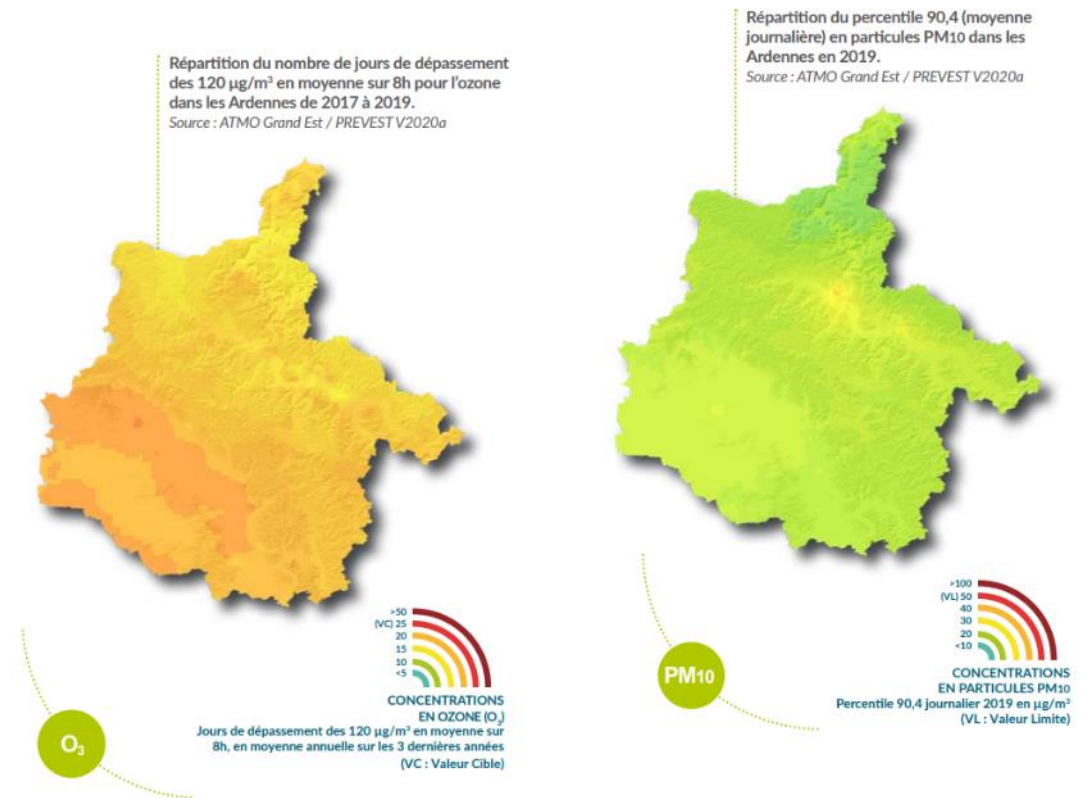 Répartition du nombre de jours de dépassement
des 120 µg/m³ en moyenne sur 8h pour l'ozone
dans les Ardennes de 2017 à 2019.
Source : ATMO Grand Est / PREVEST V2020a
>50
(VC) 25
20
15
10
<5
CONCENTRATIONS
EN OZONE (O₃)
Jours de dépassement des 120 µg/m³ en moyenne sur
8h, en moyenne annuelle sur les 3 dernières années
(VC : Valeur Cible)
O₃
Répartition du percentile 90,4 (moyenne
journalière) en particules PM10 dans les
Ardennes en 2019.
Source : ATMO Grand Est / PREVEST V2020a
>100
(VL) 50
40
30
20
<10
CONCENTRATIONS
EN PARTICULES PM10
Percentile 90,4 journalier 2019 en µg/m³
(VL : Valeur Limite)
PM10